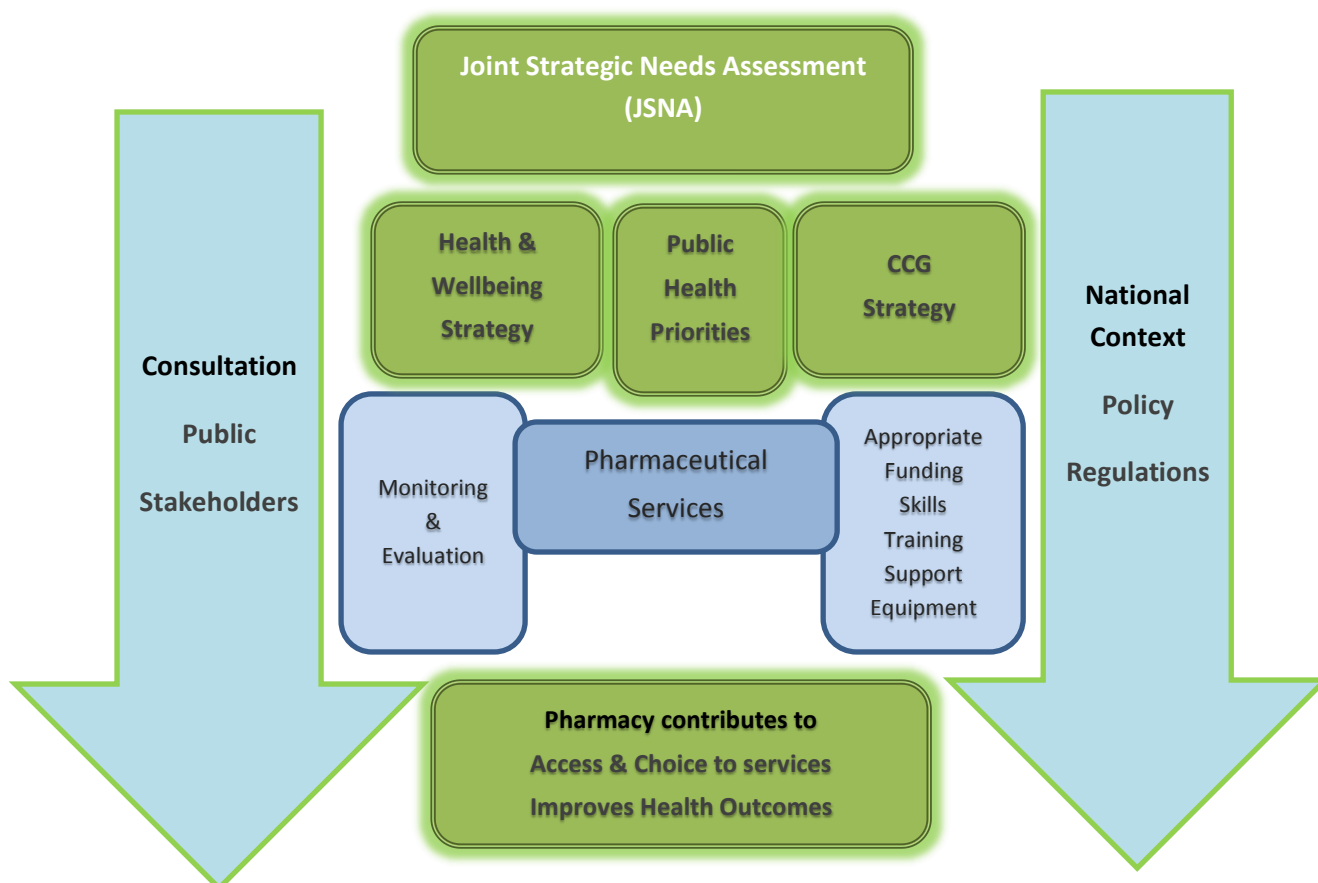 Joint Strategic Needs Assessment
(JSNA)
Health &
Wellbeing
Strategy
Public
Health
Priorities
CCG
Strategy
Consultation
Public
Stakeholders
National
Context
Policy
Regulations
Monitoring
&
Evaluation
Pharmaceutical
Services
Appropriate
Funding
Skills
Training
Support
Equipment
Pharmacy contributes to
Access & Choice to services
Improves Health Outcomes